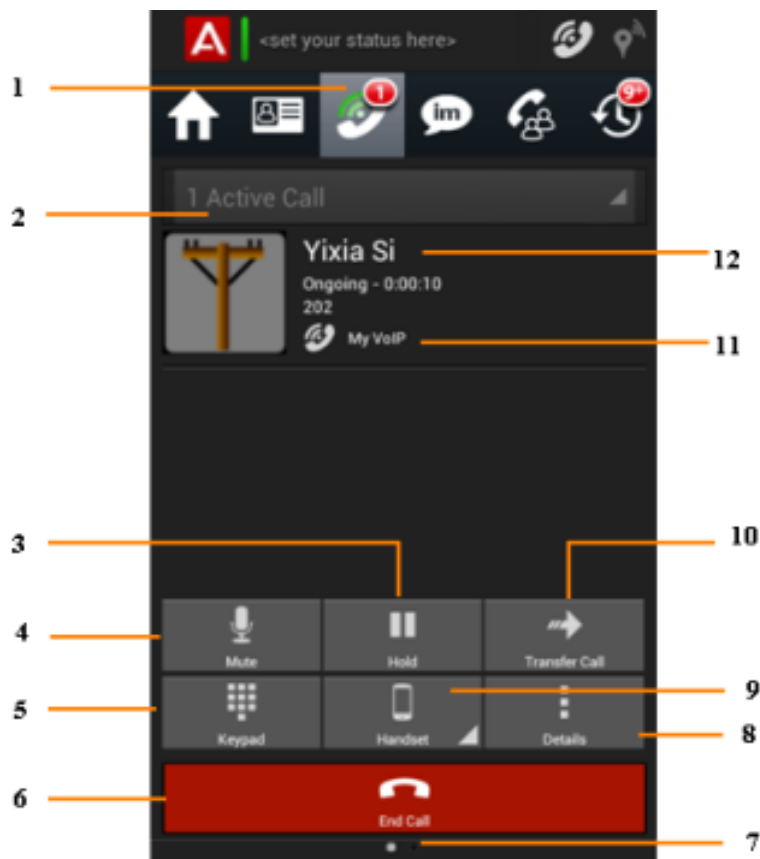 A <set your status here>
1
1 im 9+
2 1 Active Call
Yixia Si 12
Ongoing - 0:00:10
202
My VoIP 11
3 10
4 Mute Hold Transfer Call
5 9
Keypad Handset Details 8
6
End Call
7